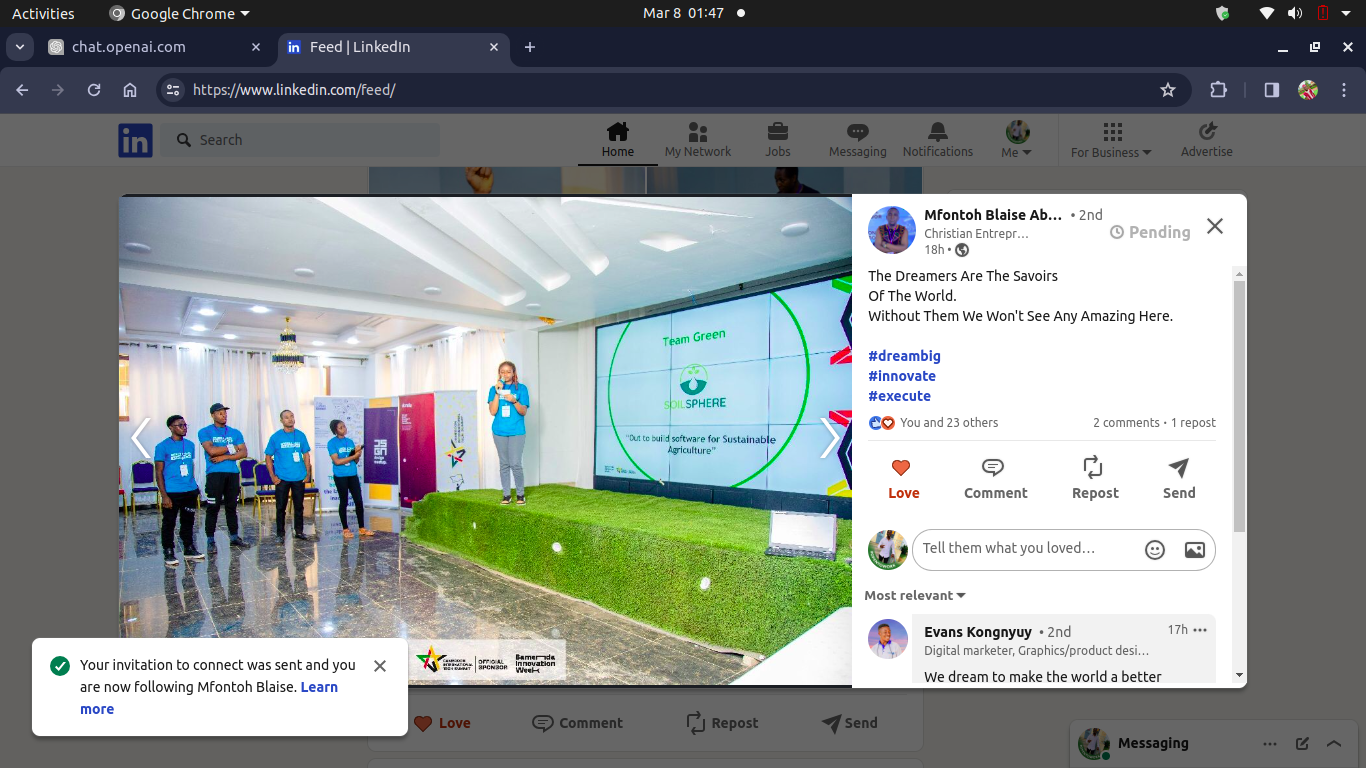 Activities
Google Chrome
Mar 8 01:47
chat.openai.com
Feed | LinkedIn
https://www.linkedin.com/feed/
in
Search
Home
My Network
Jobs
Messaging
Notifications
Me
For Business
Advertise
Team Green
SOILSPHERE
"Out to build software for Sustainable
Agriculture"
OFFICIAL
SPONSOR
Bamenda
Innovation
Week
Mfontoh Blaise Ab... • 2nd
Christian Entrepr...
18h •
Pending
The Dreamers Are The Savoirs
Of The World.
Without Them We Won't See Any Amazing Here.
#dreambig
#innovate
#execute
You and 23 others
2 comments • 1 repost
Love
Comment
Repost
Send
Tell them what you loved...
Most relevant
Evans Kongnyuy • 2nd
17h
Digital marketer, Graphics/product desi...
We dream to make the world a better
Your invitation to connect was sent and you
are now following Mfontoh Blaise. Learn
more
Love
Comment
Repost
Send
Messaging